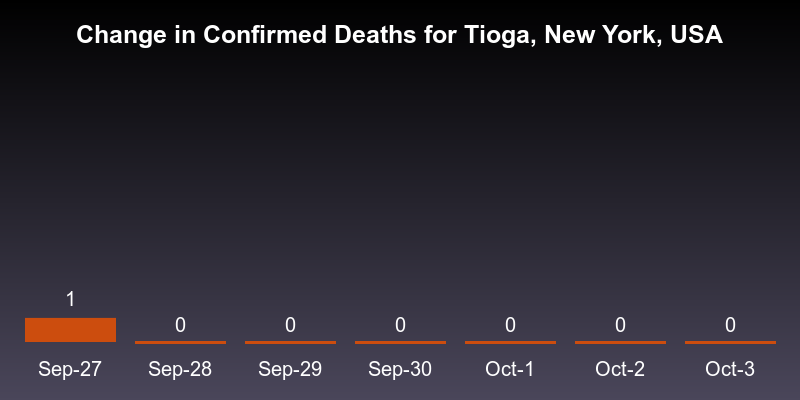 Change in Confirmed Deaths for Tioga, New York, USA
1 0 0 0 0 0 0
Sep-27 Sep-28 Sep-29 Sep-30 Oct-1 Oct-2 Oct-3